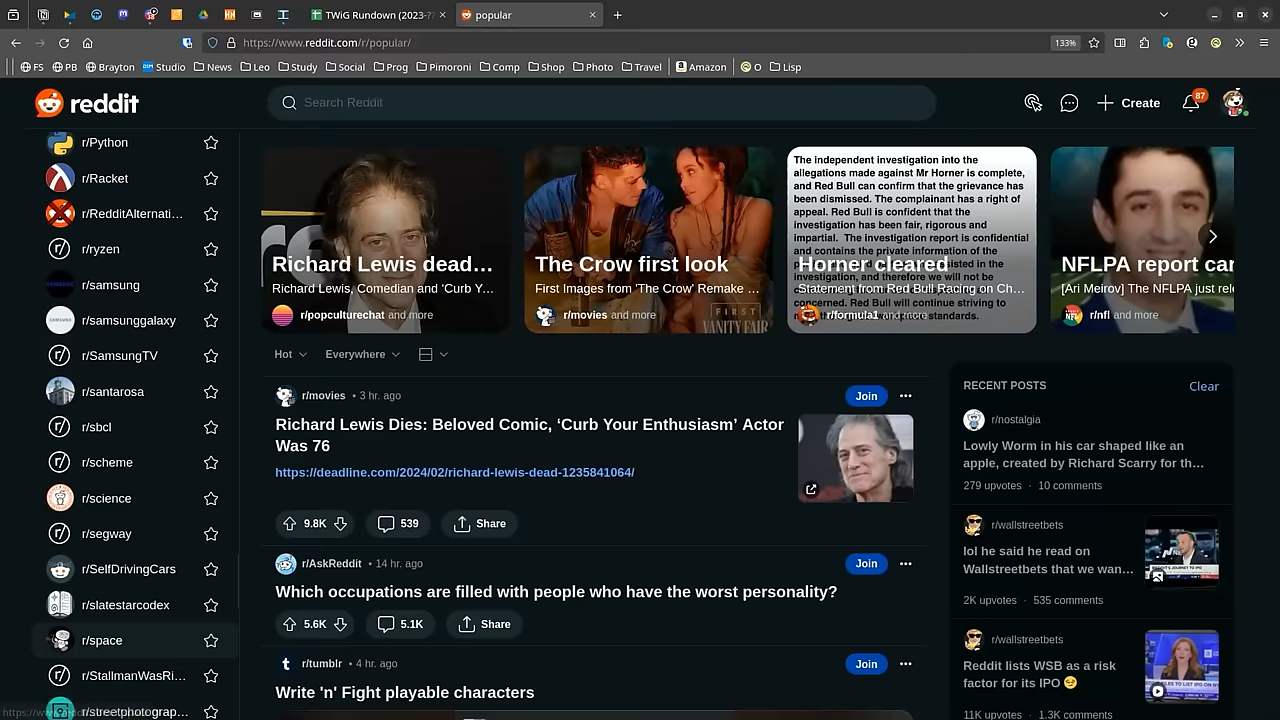 TWiG Rundown (2023-
popular
https://www.reddit.com/r/popular/
133%
FS
PB
Brayton
Studio
News
Leo
Study
Social
Prog
Pimoroni
Comp
Shop
Photo
Travel
Amazon
O
Lisp
reddit
Search Reddit
Create
87
r/Python
r/Racket
r/RedditAlternati…
r/ryzen
r/samsung
r/samsunggalaxy
r/SamsungTV
r/santarosa
r/sbcl
r/scheme
r/science
r/segway
r/SelfDrivingCars
r/slatestarcodex
r/space
r/StallmanWasRi…
r/streetphotograp…
Richard Lewis dead…
Richard Lewis, Comedian and 'Curb Y…
r/popculturechat and more
The Crow first look
First Images from 'The Crow' Remake …
r/movies and more
FIRST
VANITY FAIR
The independent investigation into the
allegations made against Mr Horner is complete,
and Red Bull can confirm that the grievance has
been dismissed. The complainant has a right of
appeal. Red Bull is confident that the
investigation has been fair, rigorous and
impartial. The investigation report is confidential
and contains the private information of the
Horner cleared
Statement from Red Bull Racing on Ch…
concerned. Red Bull will continue striving to
r/formula1 and more
NFLPA report car
[Ari Meirov] The NFLPA just rele
r/nfl and more
Hot
Everywhere
r/movies • 3 hr. ago
Join
Richard Lewis Dies: Beloved Comic, ‘Curb Your Enthusiasm’ Actor
Was 76
https://deadline.com/2024/02/richard-lewis-dead-1235841064/
9.8K
539
Share
r/AskReddit • 14 hr. ago
Join
Which occupations are filled with people who have the worst personality?
5.6K
5.1K
Share
r/tumblr • 4 hr. ago
Join
Write 'n' Fight playable characters
RECENT POSTS
Clear
r/nostalgia
Lowly Worm in his car shaped like an
apple, created by Richard Scarry for th…
279 upvotes · 10 comments
r/wallstreetbets
lol he said he read on
Wallstreetbets that we wan…
2K upvotes · 535 comments
r/wallstreetbets
Reddit lists WSB as a risk
factor for its IPO 😔
11K upvotes · 1.3K comments